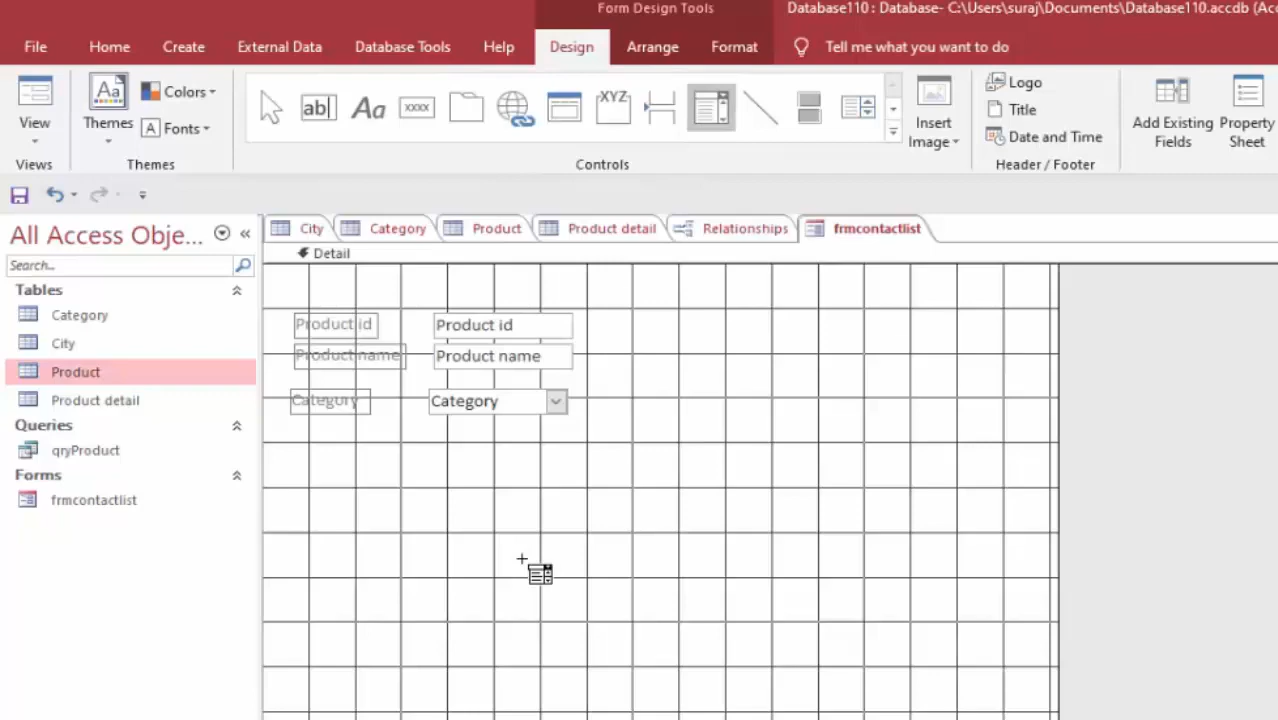 Form Design Tools
Database110 : Database- C:\Users\suraj\Documents\Database110.accdb (Acc
File Home Create External Data Database Tools Help Design Arrange Format Tell me what you want to do
View
Views
Themes
Colors
Fonts
Themes
ab|
Aa
xxxx
XYZ
Controls
Insert
Image
Logo
Title
Date and Time
Header / Footer
Add Existing
Fields
Property
Sheet
All Access Obje...
Search...
Tables
Category
City
Product
Product detail
Queries
qryProduct
Forms
frmcontactlist
City Category Product Product detail Relationships frmcontactlist
Detail
Product id Product id
Product name Product name
Category Category